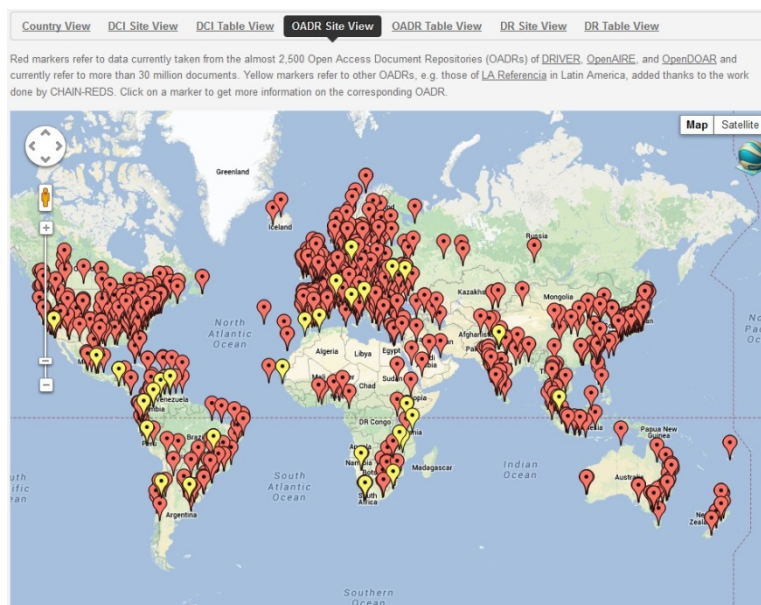 Country View DCI Site View DCI Table View OADR Site View OADR Table View DR Site View DR Table View
Red markers refer to data currently taken from the almost 2,500 Open Access Document Repositories (OADRs) of DRIVER, OpenAIRE, and OpenDOAR and
currently refer to more than 30 million documents. Yellow markers refer to other OADRs, e.g. those of LA Referencia in Latin America, added thanks to the work
done by CHAIN-REDS. Click on a marker to get more information on the corresponding OADR.
Map Satellite
Greenland
Iceland
Russia
Kazakh
Mongolia
North
Atlantic
Ocean
Afghanis
Algeria
Libya
Egypt
Chad
Sudan
Venezuela
DR Congo
Papua New
Guinea
Namibia
Madagascar
Indian
Ocean
Australia
South
Atlantic
Ocean
South
Africa
Argentina
Southern
Ocean